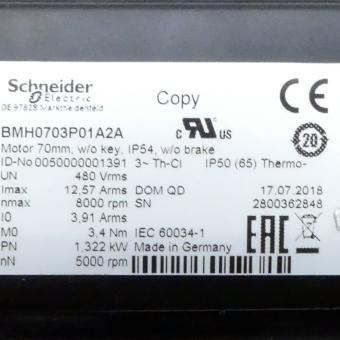 Schneider
Electric
DE 97828 Marktheidenfeld
Copy
CE
BMH0703P01A2A
c RU us
Motor 70mm, w/o key, IP54, w/o brake
ID-No 0050000001391 3~ Th-Cl IP50 (65) Thermo-
20
UN 480 Vrms
Imax 12,57 Arms DOM QD 17.07.2018
nmax 8000 rpm SN 2800362848
I0 3,91 Arms
M0 3,4 Nm IEC 60034-1
EAC
PN 1,322 kW Made in Germany
nN 5000 rpm